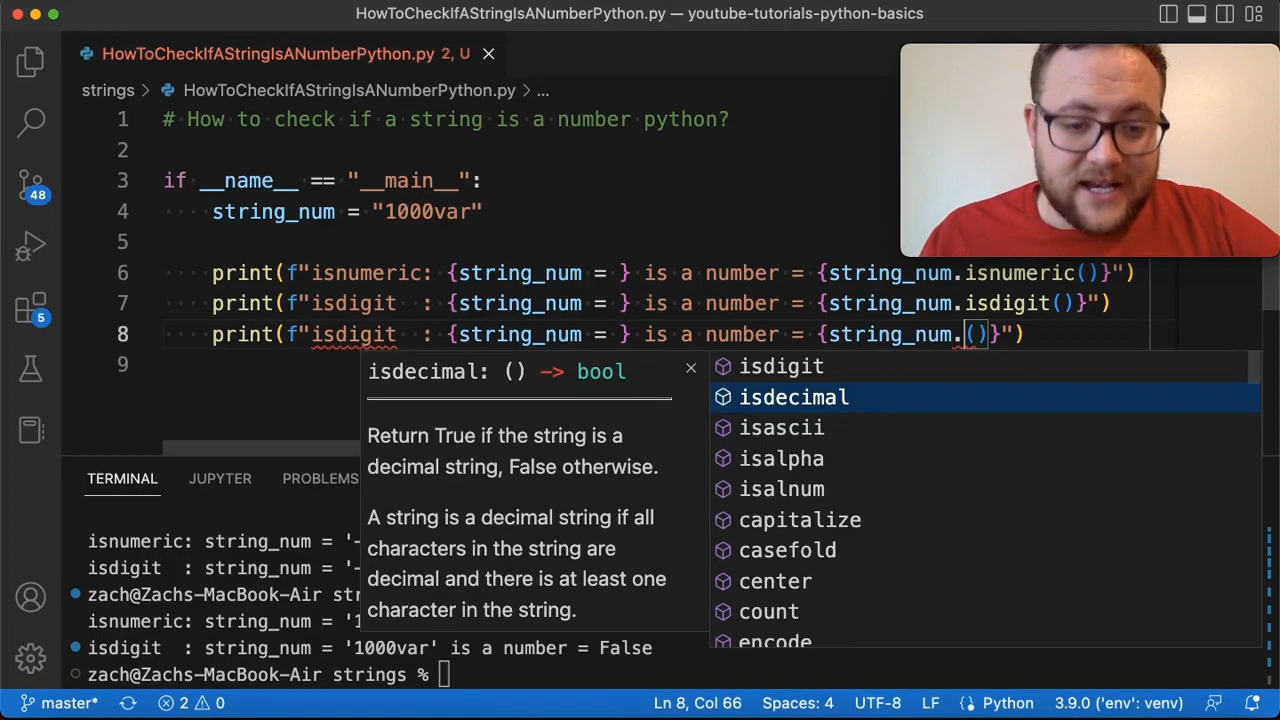 HowToCheckIfAStringIsANumberPython.py — youtube-tutorials-python-basics
HowToCheckIfAStringIsANumberPython.py 2, U
strings > HowToCheckIfAStringIsANumberPython.py > ...
1 # How to check if a string is a number python?
2
3 if __name__ == "__main__":
4 string_num = "1000var"
5
6 print(f"isnumeric: {string_num = } is a number = {string_num.isnumeric()}")
7 print(f"isdigit  : {string_num = } is a number = {string_num.isdigit()}")
8 print(f"isdigit  : {string_num = } is a number = {string_num.()}")
9
48
5
isdecimal: () -> bool
Return True if the string is a
decimal string, False otherwise.
A string is a decimal string if all
characters in the string are
decimal and there is at least one
character in the string.
isdigit
isdecimal
isascii
isalpha
isalnum
capitalize
casefold
center
count
encode
TERMINAL JUPYTER PROBLEMS
isnumeric: string_num = '-
isdigit  : string_num = '-
zach@Zachs-MacBook-Air str
isnumeric: string_num = '1
isdigit  : string_num = '1000var' is a number = False
zach@Zachs-MacBook-Air strings %
master* 2 0 Ln 8, Col 66 Spaces: 4 UTF-8 LF Python 3.9.0 ('env': venv)